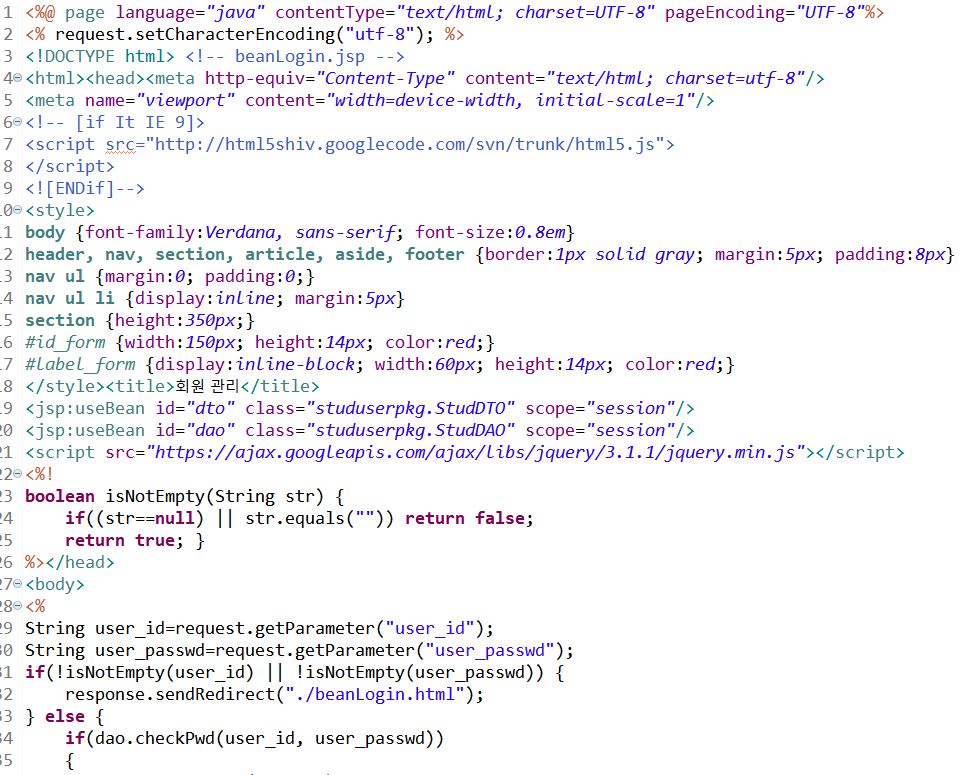 1 <%@ page language="java" contentType="text/html; charset=UTF-8" pageEncoding="UTF-8"%>
2 <% request.setCharacterEncoding("utf-8"); %>
3 <!DOCTYPE html> <!-- beanLogin.jsp -->
4 <html><head><meta http-equiv="Content-Type" content="text/html; charset=utf-8"/>
5 <meta name="viewport" content="width=device-width, initial-scale=1"/>
6 <!-- [if It IE 9]>
7 <script src="http://html5shiv.googlecode.com/svn/trunk/html5.js">
8 </script>
9 <![ENDif]-->
10 <style>
11 body {font-family:Verdana, sans-serif; font-size:0.8em}
12 header, nav, section, article, aside, footer {border:1px solid gray; margin:5px; padding:8px}
13 nav ul {margin:0; padding:0;}
14 nav ul li {display:inline; margin:5px}
15 section {height:350px;}
16 #id_form {width:150px; height:14px; color:red;}
17 #label_form {display:inline-block; width:60px; height:14px; color:red;}
18 </style><title>회원 관리</title>
19 <jsp:useBean id="dto" class="studuserpkg.StudDTO" scope="session"/>
20 <jsp:useBean id="dao" class="studuserpkg.StudDAO" scope="session"/>
21 <script src="https://ajax.googleapis.com/ajax/libs/jquery/3.1.1/jquery.min.js"></script>
22 <%!
23 boolean isNotEmpty(String str) {
24 if((str==null) || str.equals("")) return false;
25 return true; }
26 %></head>
27 <body>
28 <%
29 String user_id=request.getParameter("user_id");
30 String user_passwd=request.getParameter("user_passwd");
31 if(!isNotEmpty(user_id) || !isNotEmpty(user_passwd)) {
32 response.sendRedirect("./beanLogin.html");
33 } else {
34 if(dao.checkPwd(user_id, user_passwd))
35 {